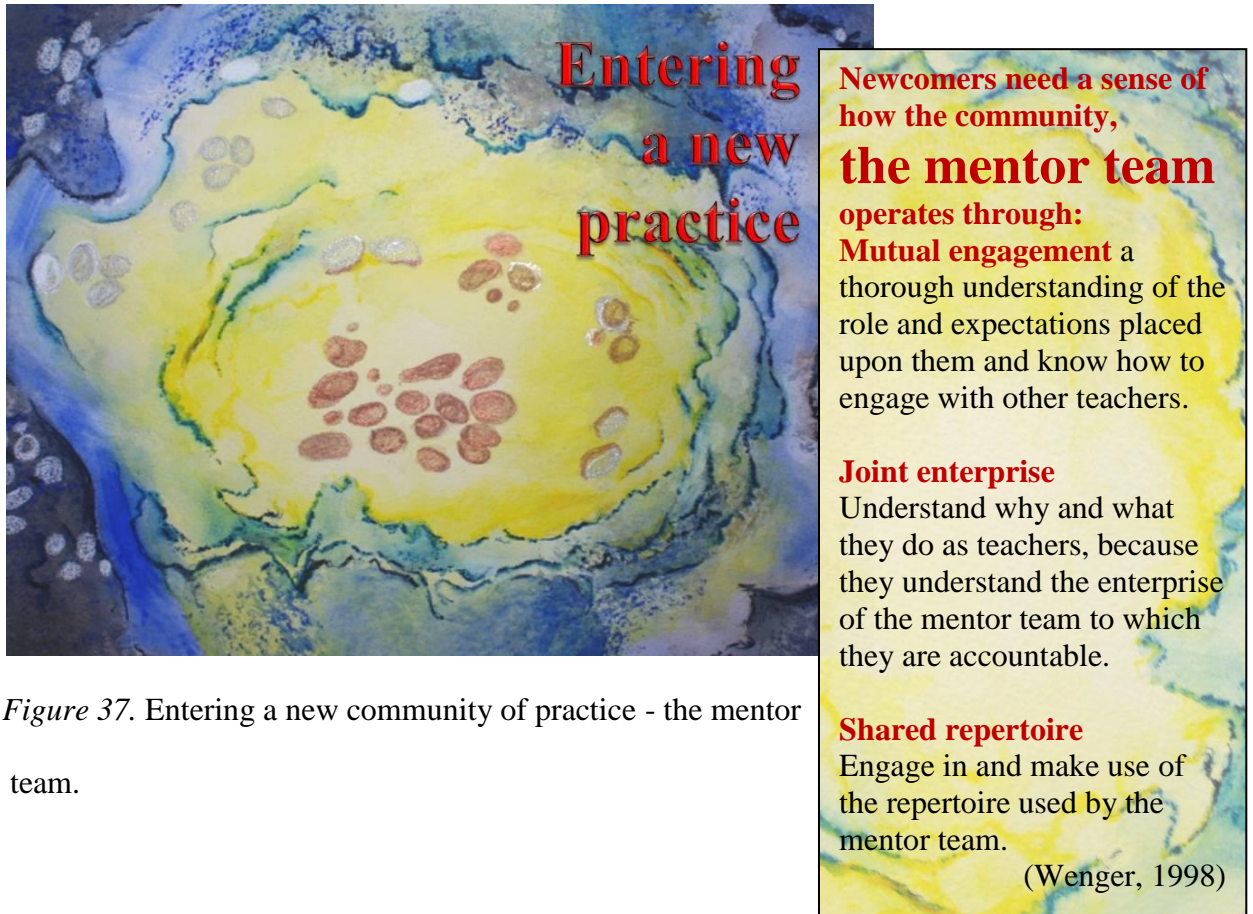 Entering
a new
practice
Newcomers need a sense of
how the community,
the mentor team
operates through:
Mutual engagement a
thorough understanding of the
role and expectations placed
upon them and know how to
engage with other teachers.
Joint enterprise
Understand why and what
they do as teachers, because
they understand the enterprise
of the mentor team to which
they are accountable.
Shared repertoire
Engage in and make use of
the repertoire used by the
mentor team.
(Wenger, 1998)
Figure 37. Entering a new community of practice - the mentor
team.